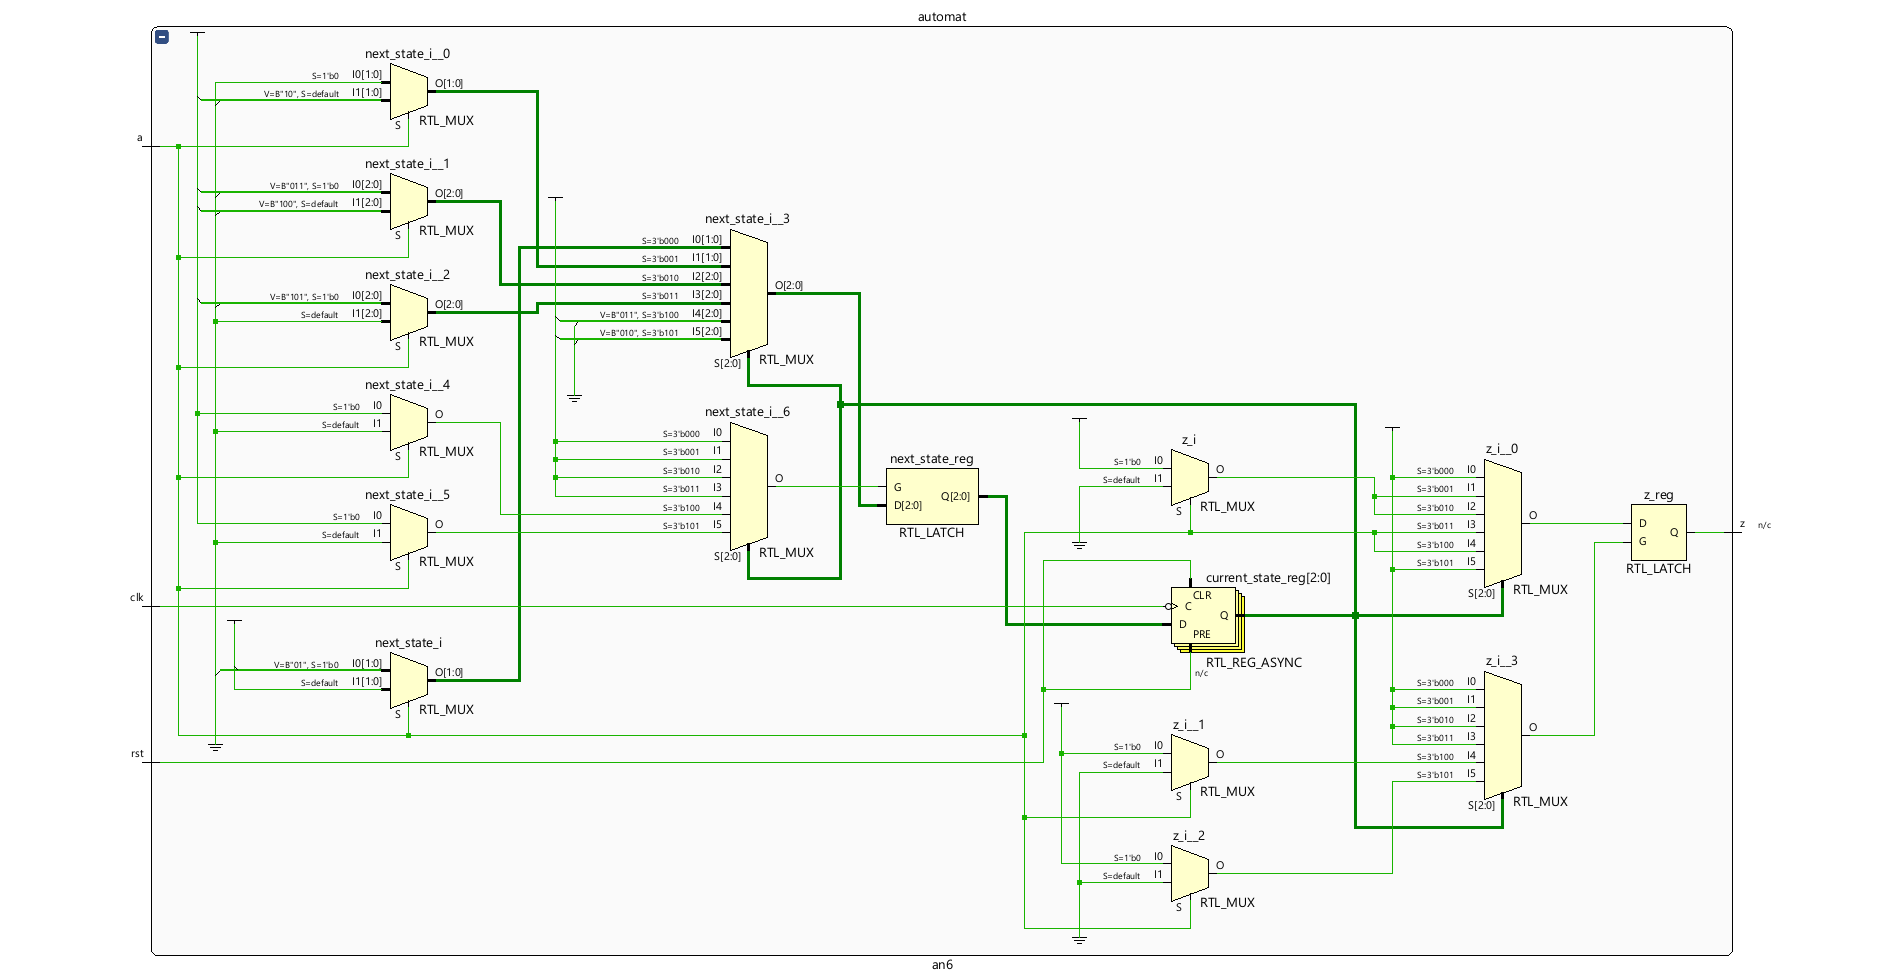 automat
next_state_i__0
S=1'b0 I0[1:0]
V=B"10", S=default I1[1:0]
O[1:0]
S
RTL_MUX
a
next_state_i__1
V=B"011", S=1'b0 I0[2:0]
V=B"100", S=default I1[2:0]
O[2:0]
S
RTL_MUX
next_state_i__2
V=B"101", S=1'b0 I0[2:0]
S=default I1[2:0]
O[2:0]
S
RTL_MUX
next_state_i__4
S=1'b0 I0
S=default I1
O
S
RTL_MUX
next_state_i__5
S=1'b0 I0
S=default I1
O
S
RTL_MUX
clk
next_state_i
V=B"01", S=1'b0 I0[1:0]
S=default I1[1:0]
O[1:0]
S
RTL_MUX
rst
next_state_i__3
S=3'b000 I0[1:0]
S=3'b001 I1[1:0]
S=3'b010 I2[2:0]
S=3'b011 I3[2:0]
V=B"011", S=3'b100 I4[2:0]
V=B"010", S=3'b101 I5[2:0]
O[2:0]
S[2:0]
RTL_MUX
next_state_i__6
S=3'b000 I0
S=3'b001 I1
S=3'b010 I2
S=3'b011 I3
S=3'b100 I4
S=3'b101 I5
O
S[2:0]
RTL_MUX
next_state_reg
G
D[2:0]
Q[2:0]
RTL_LATCH
z_i
S=1'b0 I0
S=default I1
O
S
RTL_MUX
current_state_reg[2:0]
CLR
C
D
Q
PRE
RTL_REG_ASYNC
n/c
z_i__1
S=1'b0 I0
S=default I1
O
S
RTL_MUX
z_i__2
S=1'b0 I0
S=default I1
O
S
RTL_MUX
z_i__0
S=3'b000 I0
S=3'b001 I1
S=3'b010 I2
S=3'b011 I3
S=3'b100 I4
S=3'b101 I5
O
S[2:0]
RTL_MUX
z_i__3
S=3'b000 I0
S=3'b001 I1
S=3'b010 I2
S=3'b011 I3
S=3'b100 I4
S=3'b101 I5
O
S[2:0]
RTL_MUX
z_reg
D
G
Q
RTL_LATCH
z n/c
an6